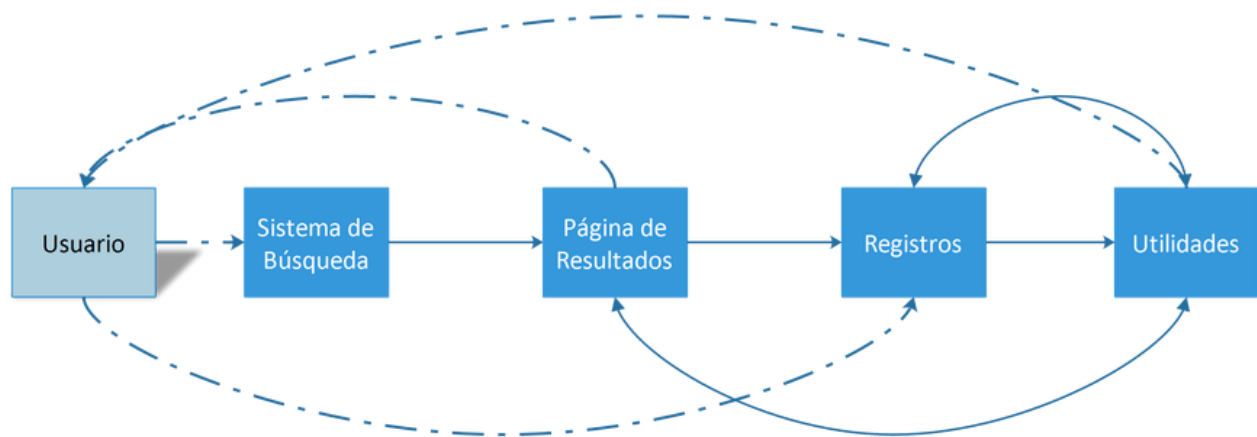 Usuario
Sistema de
Búsqueda
Página de
Resultados
Registros
Utilidades